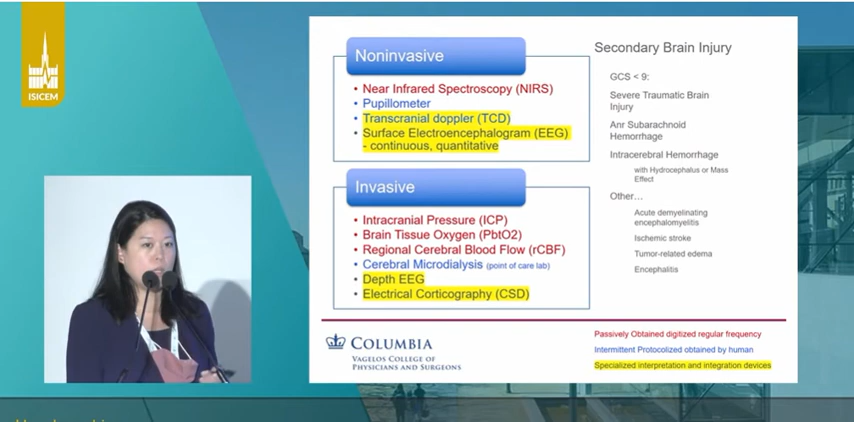 ISICEM
Noninvasive
• Near Infrared Spectroscopy (NIRS)
• Pupillometer
• Transcranial doppler (TCD)
• Surface Electroencephalogram (EEG)
- continuous, quantitative
Invasive
• Intracranial Pressure (ICP)
• Brain Tissue Oxygen (PbtO2)
• Regional Cerebral Blood Flow (rCBF)
• Cerebral Microdialysis (point of care lab)
• Depth EEG
• Electrical Corticography (CSD)
Secondary Brain Injury
GCS < 9:
Severe Traumatic Brain
Injury
Anr Subarachnoid
Hemorrhage
Intracerebral Hemorrhage
with Hydrocephalus or Mass
Effect
Other…
Acute demyelinating
encephalomyelitis
Ischemic stroke
Tumor-related edema
Encephalitis
COLUMBIA
VAGELOS COLLEGE OF
PHYSICIANS AND SURGEONS
Passively Obtained digitized regular frequency
Intermittent Protocolized obtained by human
Specialized interpretation and integration devices